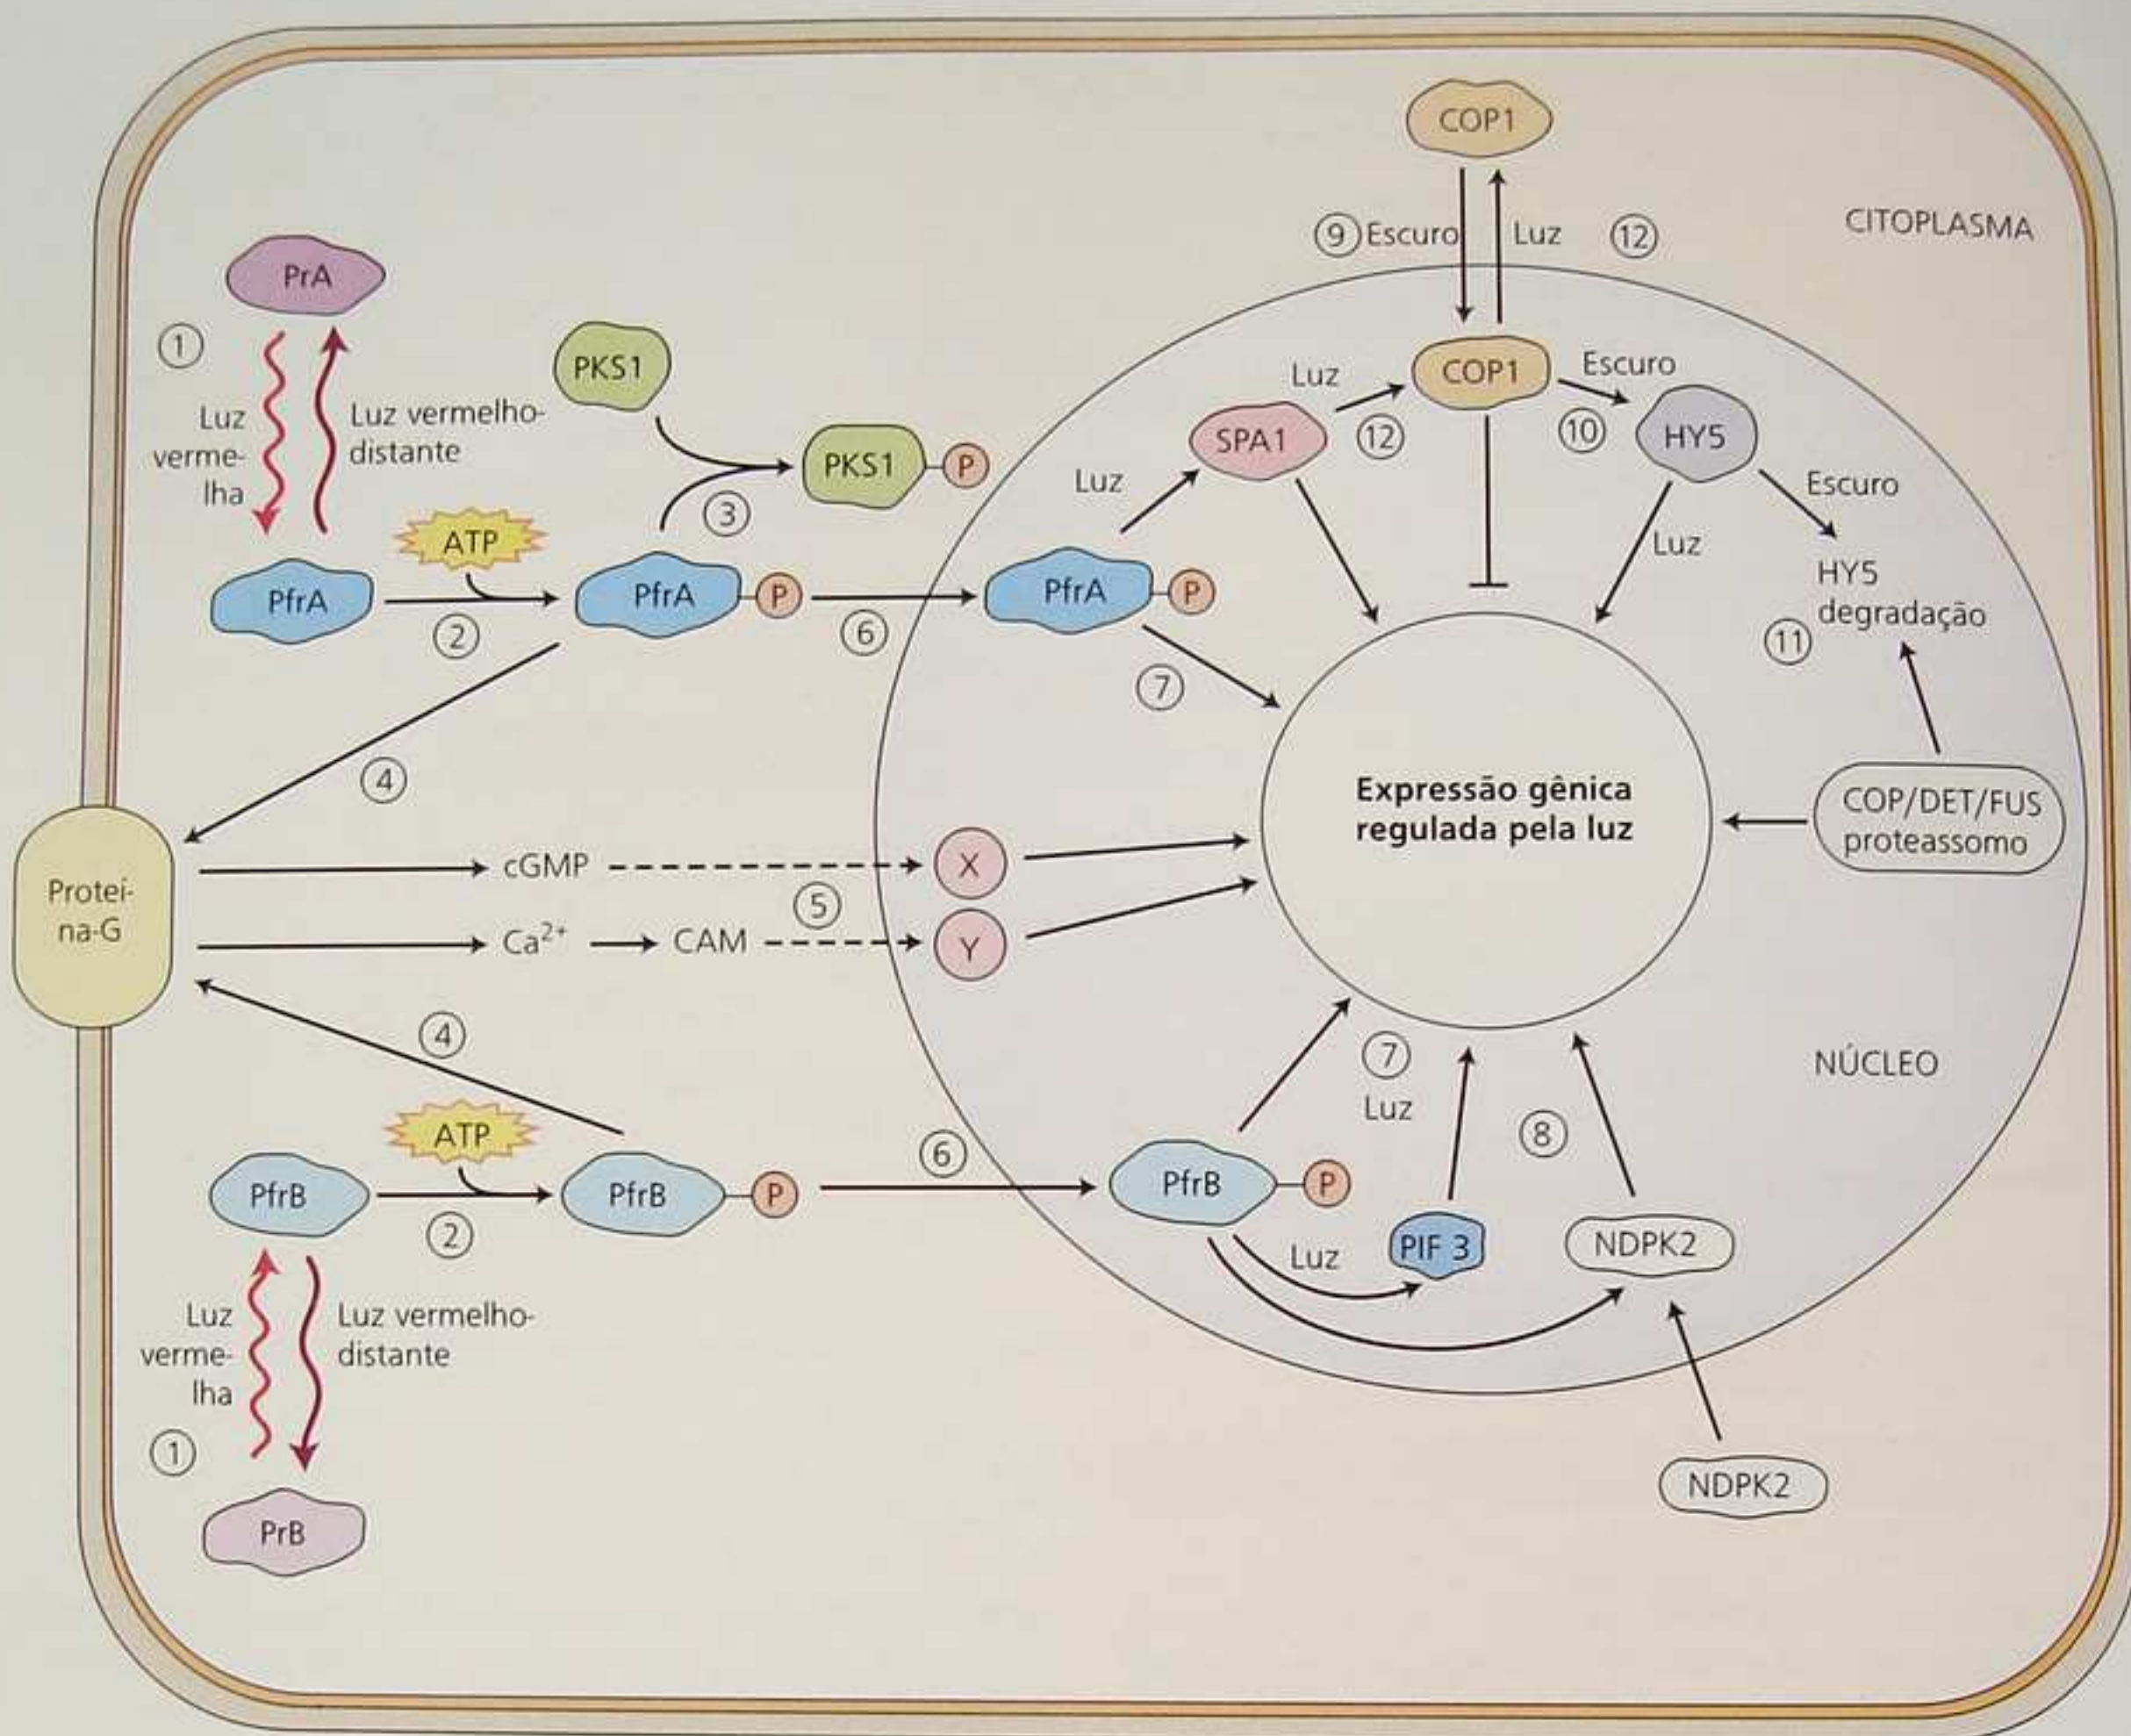 COP1
CITOPLASMA
9 Escuro
Luz
12
PrA
1
Luz
verme-
lha
Luz vermelho-
distante
PKS1
PKS1
P
3
ATP
PfrA
2
PfrA
P
6
PfrA
P
Luz
SPA1
Luz
12
COP1
Escuro
10
HY5
Luz
Escuro
HY5
degradação
11
7
4
Proteí-
na-G
cGMP
5
X
Ca²⁺
CAM
Y
Expressão gênica
regulada pela luz
COP/DET/FUS
proteassomo
NÚCLEO
4
ATP
PfrB
2
PfrB
P
6
PfrB
P
7
Luz
8
Luz
PIF 3
NDPK2
NDPK2
Luz
verme-
lha
Luz vermelho-
distante
1
PrB